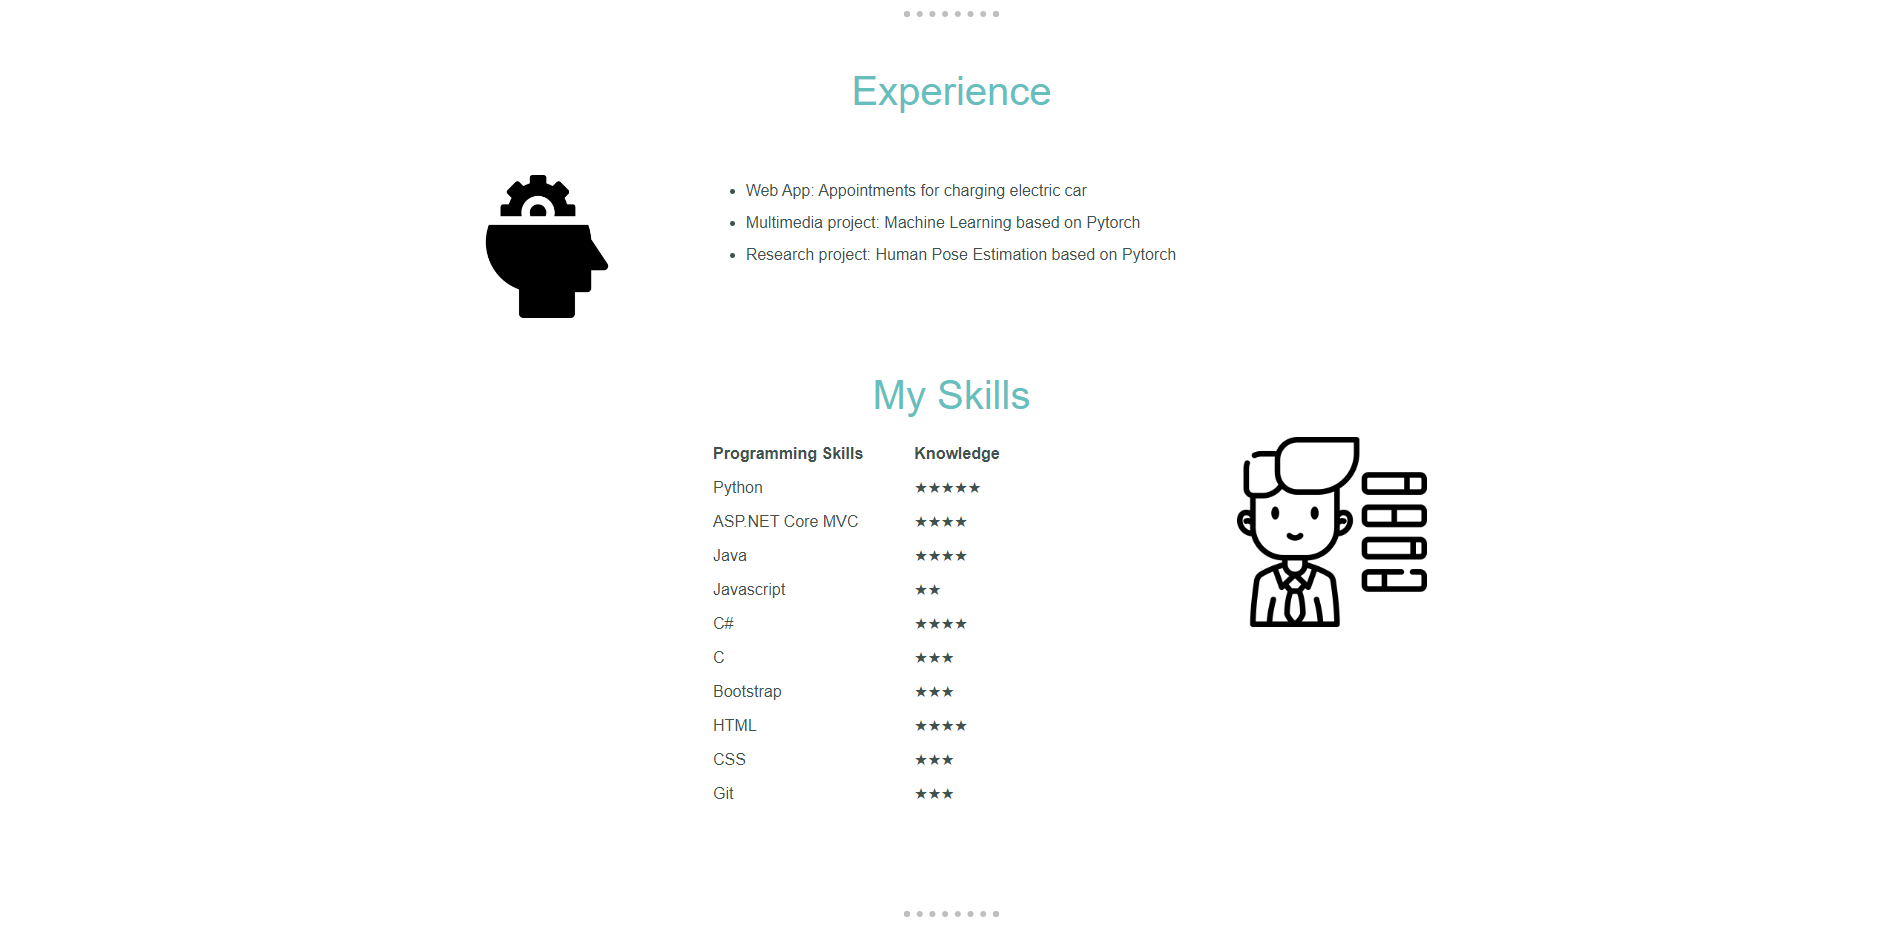 Experience
• Web App: Appointments for charging electric car
• Multimedia project: Machine Learning based on Pytorch
• Research project: Human Pose Estimation based on Pytorch
My Skills
Programming Skills Knowledge
Python ★★★★★
ASP.NET Core MVC ★★★★
Java ★★★★
Javascript ★★
C# ★★★★
C ★★★
Bootstrap ★★★
HTML ★★★★
CSS ★★★
Git ★★★